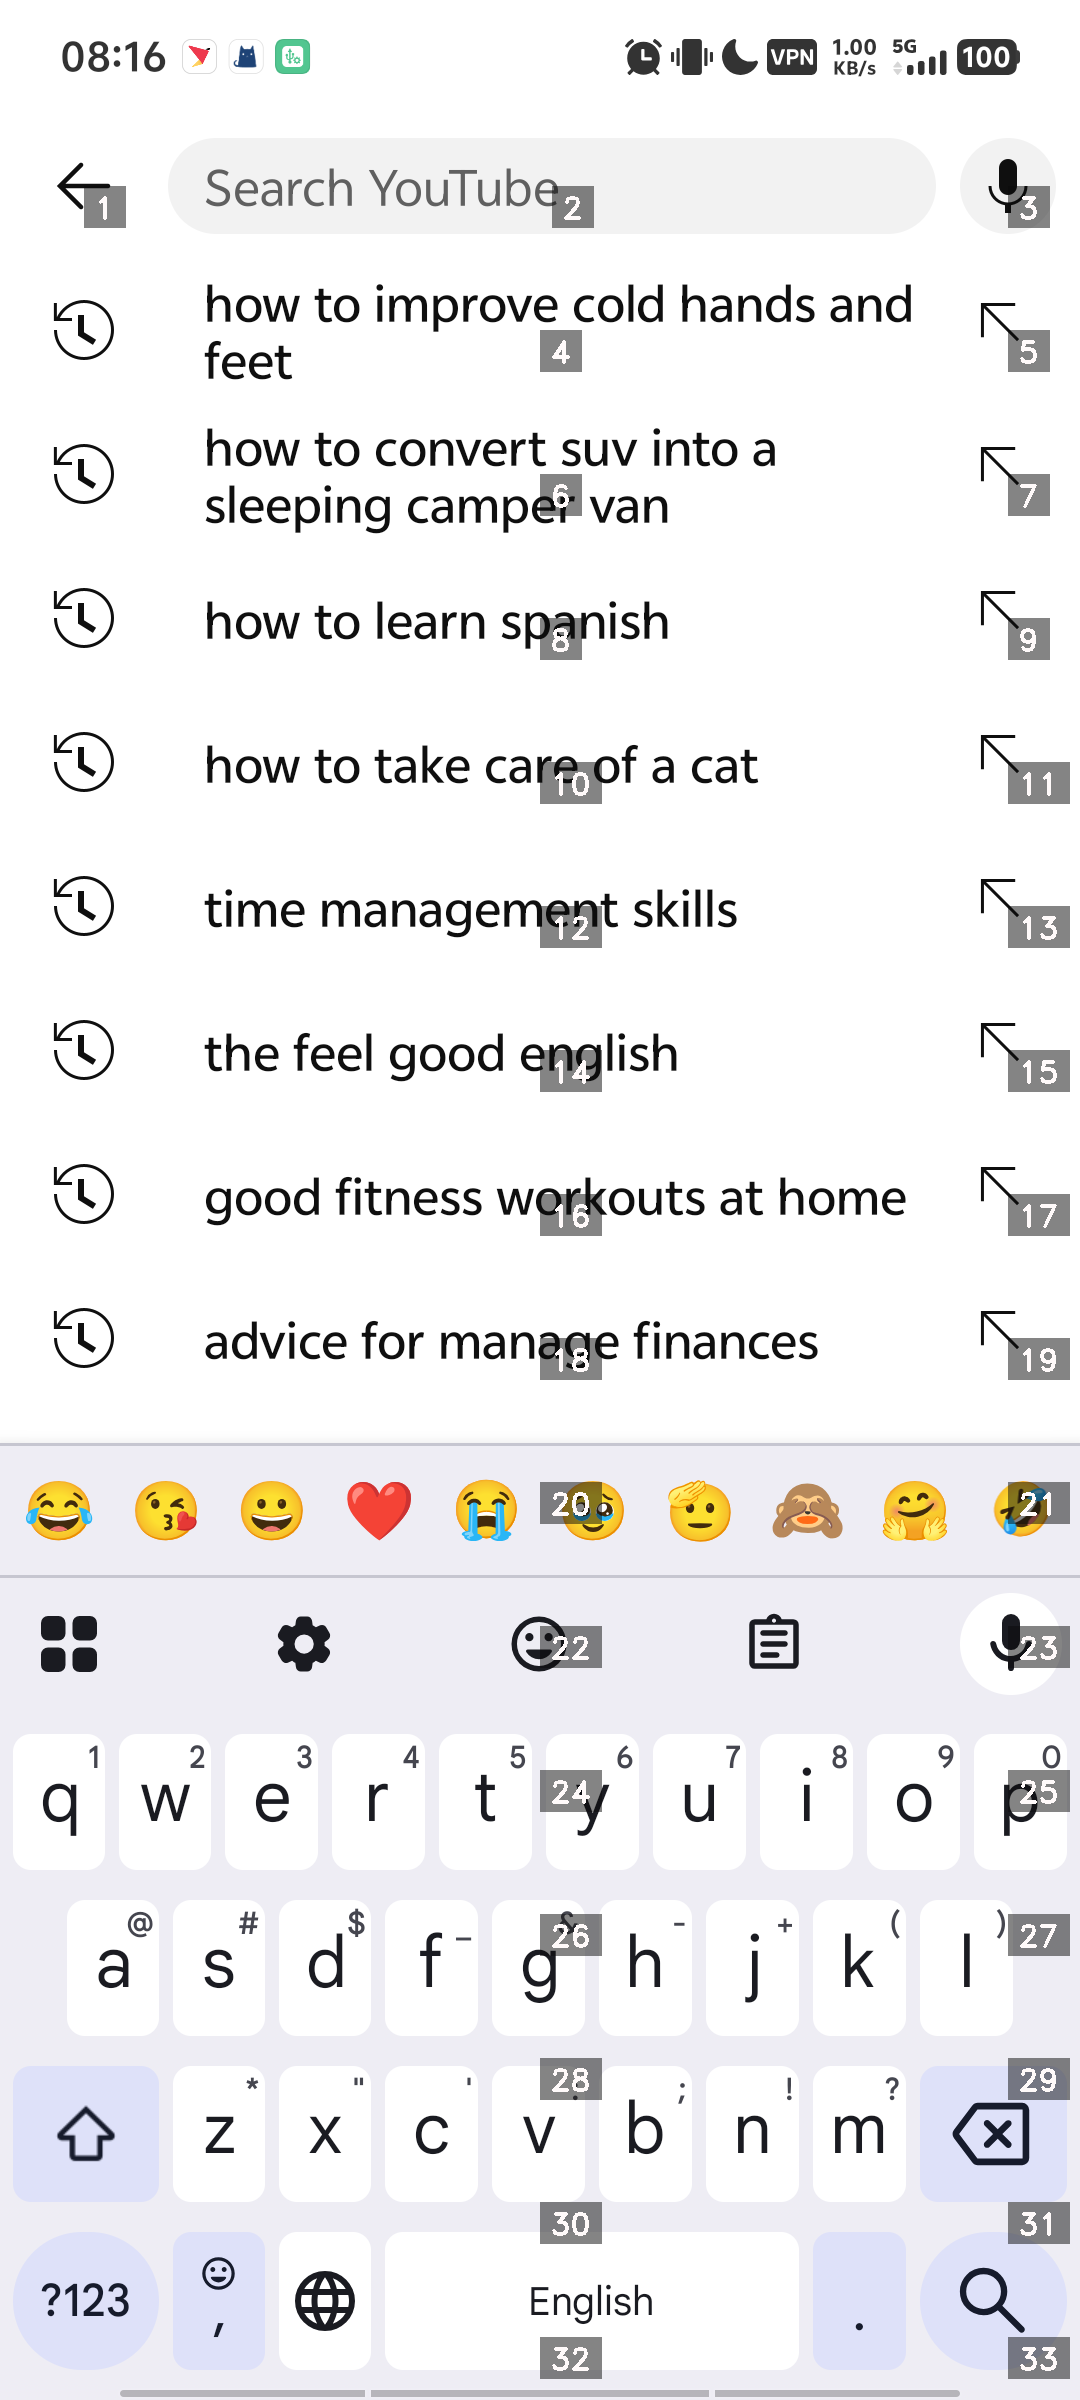 08:16
VPN
1.00
KB/s
5G
100
Search YouTube
1
2
3
how to improve cold hands and
feet
4
5
how to convert suv into a
sleeping camper van
6
7
how to learn spanish
8
9
how to take care of a cat
10
11
time management skills
12
13
the feel good english
14
15
good fitness workouts at home
16
17
advice for manage finances
18
19
20
21
22
23
1 2 3 4 5 6 7 8 9 0
q w e r t y u i o p
24
25
@ # $ _ & - + ( )
a s d f g h j k l
26
27
* " ' : ; ! ?
z x c v b n m
28
29
30
31
?123
,
English
.
32
33